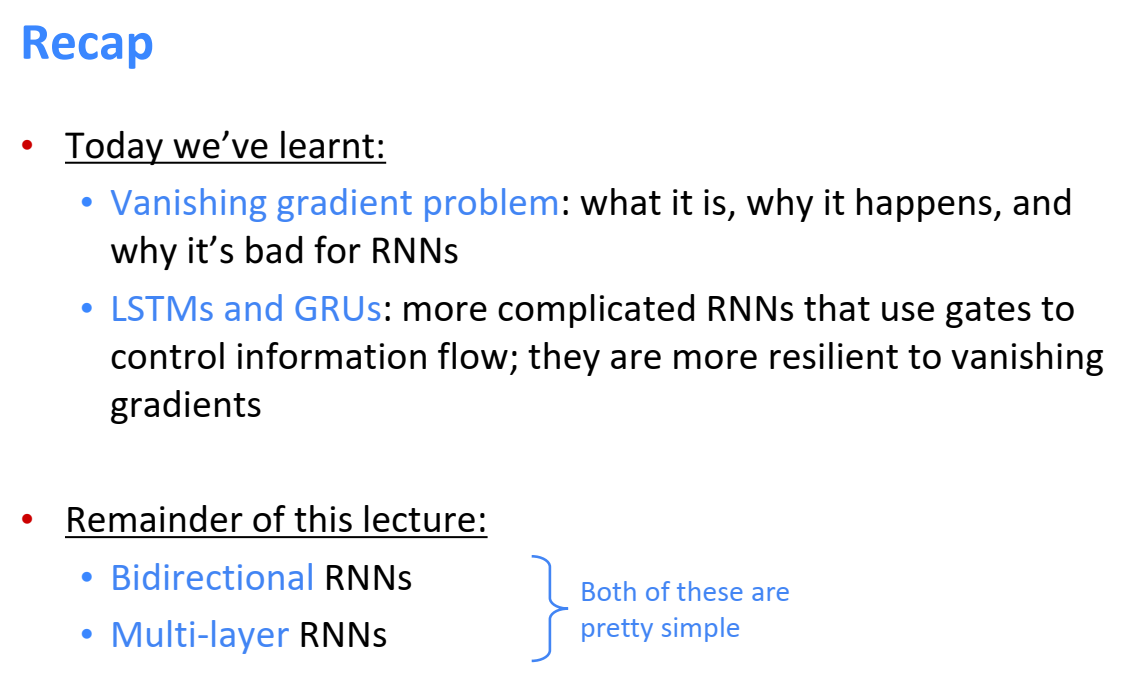 Recap
• Today we’ve learnt:
• Vanishing gradient problem: what it is, why it happens, and
why it’s bad for RNNs
• LSTMs and GRUs: more complicated RNNs that use gates to
control information flow; they are more resilient to vanishing
gradients
• Remainder of this lecture:
• Bidirectional RNNs
• Multi-layer RNNs
Both of these are
pretty simple